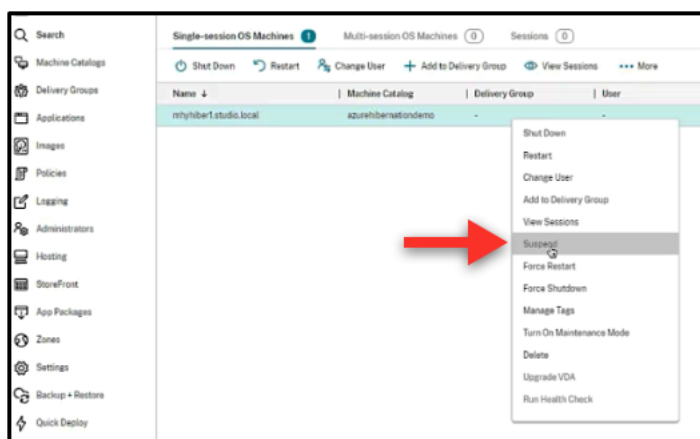 Search
Machine Catalogs
Delivery Groups
Applications
Images
Policies
Logging
Administrators
Hosting
StoreFront
App Packages
Zones
Settings
Backup + Restore
Quick Deploy
Single-session OS Machines 1 Multi-session OS Machines 0 Sessions 0
Shut Down Restart Change User Add to Delivery Group View Sessions More
Name Machine Catalog Delivery Group User
mhyhiber1.studio.local azurehibernationdemo - -
Shut Down
Restart
Change User
Add to Delivery Group
View Sessions
Suspend
Force Restart
Force Shutdown
Manage Tags
Turn On Maintenance Mode
Delete
Upgrade VDA
Run Health Check